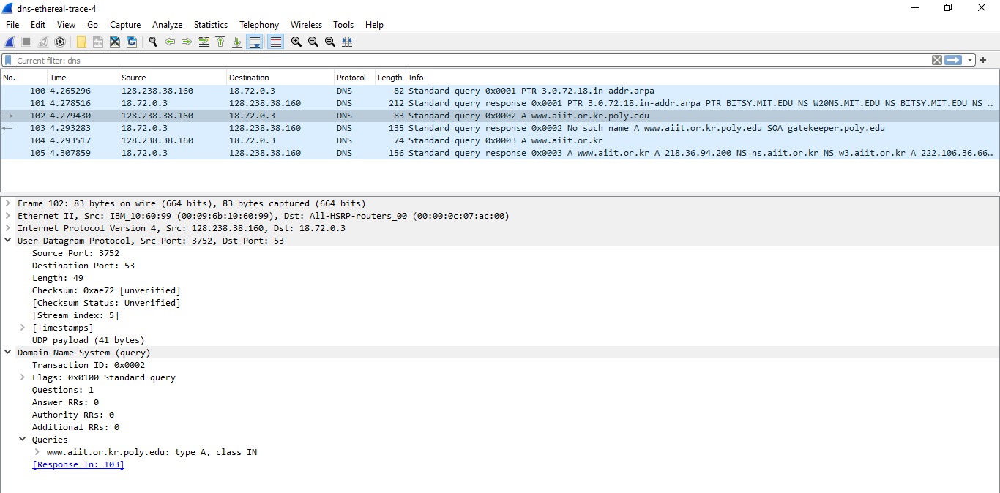 dns-ethereal-trace-4
File Edit View Go Capture Analyze Statistics Telephony Wireless Tools Help
Current filter: dns
No. Time Source Destination Protocol Length Info
100 4.265296 128.238.38.160 18.72.0.3 DNS 82 Standard query 0x0001 PTR 3.0.72.18.in-addr.arpa
101 4.278516 18.72.0.3 128.238.38.160 DNS 212 Standard query response 0x0001 PTR 3.0.72.18.in-addr.arpa PTR BITSY.MIT.EDU NS W20NS.MIT.EDU NS BITSY.MIT.EDU NS …
102 4.279430 128.238.38.160 18.72.0.3 DNS 83 Standard query 0x0002 A www.aiit.or.kr.poly.edu
103 4.293283 18.72.0.3 128.238.38.160 DNS 135 Standard query response 0x0002 No such name A www.aiit.or.kr.poly.edu SOA gatekeeper.poly.edu
104 4.293517 128.238.38.160 18.72.0.3 DNS 74 Standard query 0x0003 A www.aiit.or.kr
105 4.307859 18.72.0.3 128.238.38.160 DNS 156 Standard query response 0x0003 A www.aiit.or.kr A 218.36.94.200 NS ns.aiit.or.kr NS w3.aiit.or.kr A 222.106.36.66…
Frame 102: 83 bytes on wire (664 bits), 83 bytes captured (664 bits)
Ethernet II, Src: IBM_10:60:99 (00:09:6b:10:60:99), Dst: All-HSRP-routers_00 (00:00:0c:07:ac:00)
Internet Protocol Version 4, Src: 128.238.38.160, Dst: 18.72.0.3
User Datagram Protocol, Src Port: 3752, Dst Port: 53
Source Port: 3752
Destination Port: 53
Length: 49
Checksum: 0xae72 [unverified]
[Checksum Status: Unverified]
[Stream index: 5]
[Timestamps]
UDP payload (41 bytes)
Domain Name System (query)
Transaction ID: 0x0002
Flags: 0x0100 Standard query
Questions: 1
Answer RRs: 0
Authority RRs: 0
Additional RRs: 0
Queries
www.aiit.or.kr.poly.edu: type A, class IN
[Response In: 103]